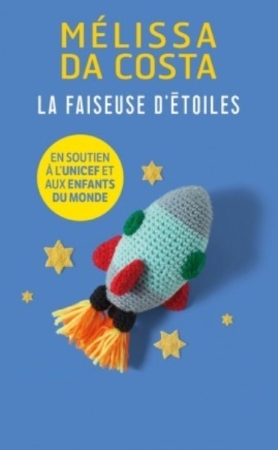 MÉLISSA
DA COSTA
LA FAISEUSE D'ÉTOILES
EN SOUTIEN
À L'UNICEF ET
AUX ENFANTS
DU MONDE